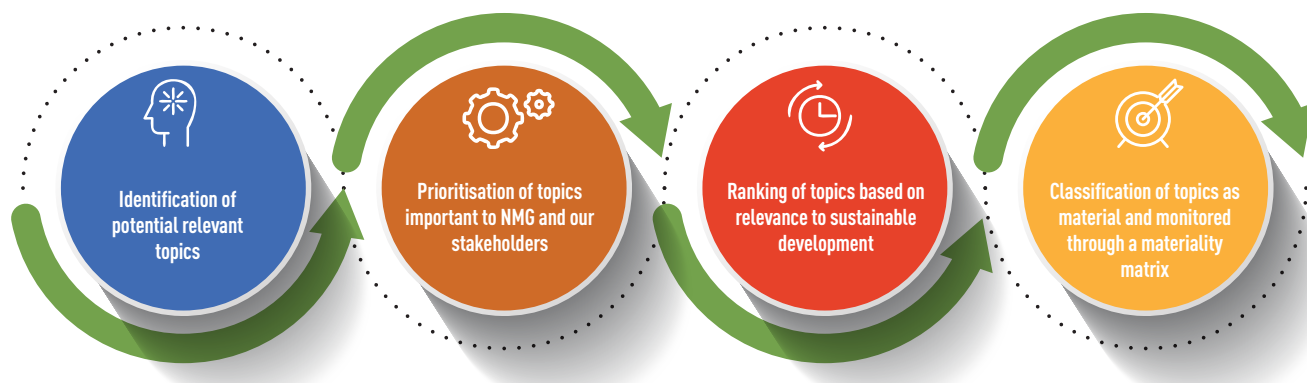 Identification of
potential relevant
topics
Prioritisation of topics
important to NMG and our
stakeholders
Ranking of topics based on
relevance to sustainable
development
Classification of topics as
material and monitored
through a materiality
matrix